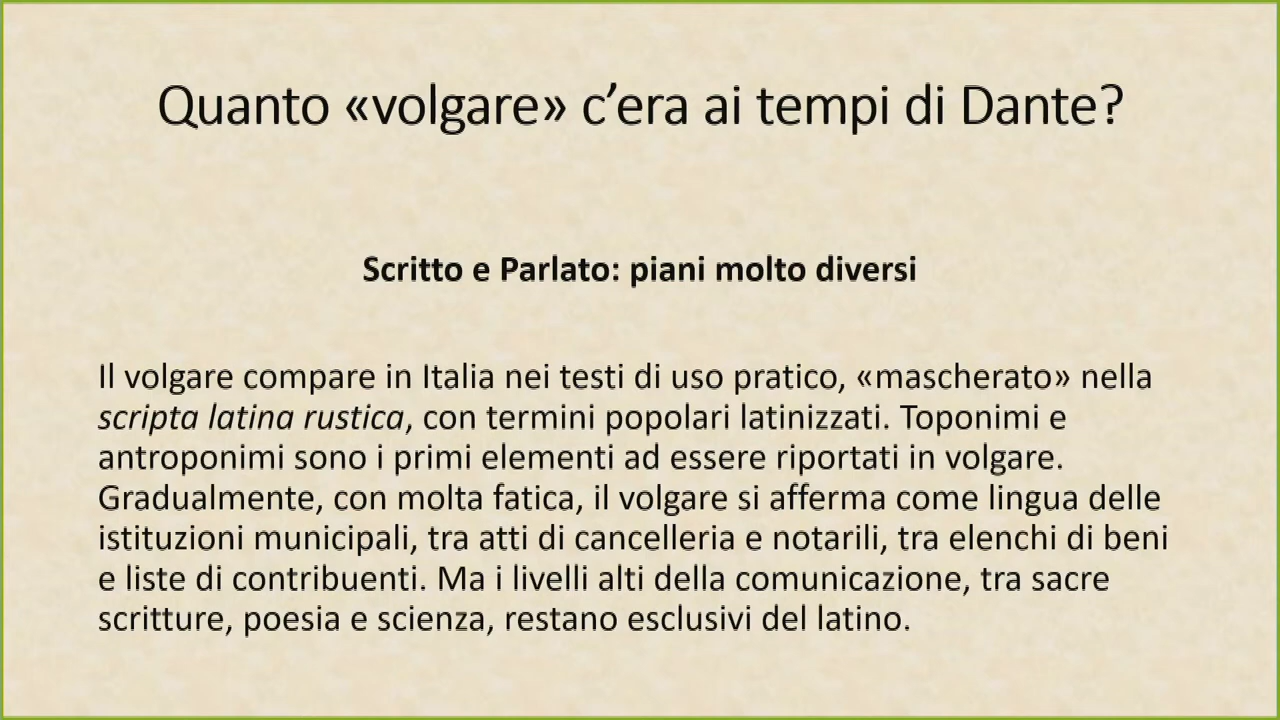 Quanto «volgare» c’era ai tempi di Dante?
Scritto e Parlato: piani molto diversi
Il volgare compare in Italia nei testi di uso pratico, «mascherato» nella
scripta latina rustica, con termini popolari latinizzati. Toponimi e
antroponimi sono i primi elementi ad essere riportati in volgare.
Gradualmente, con molta fatica, il volgare si afferma come lingua delle
istituzioni municipali, tra atti di cancelleria e notarili, tra elenchi di beni
e liste di contribuenti. Ma i livelli alti della comunicazione, tra sacre
scritture, poesia e scienza, restano esclusivi del latino.